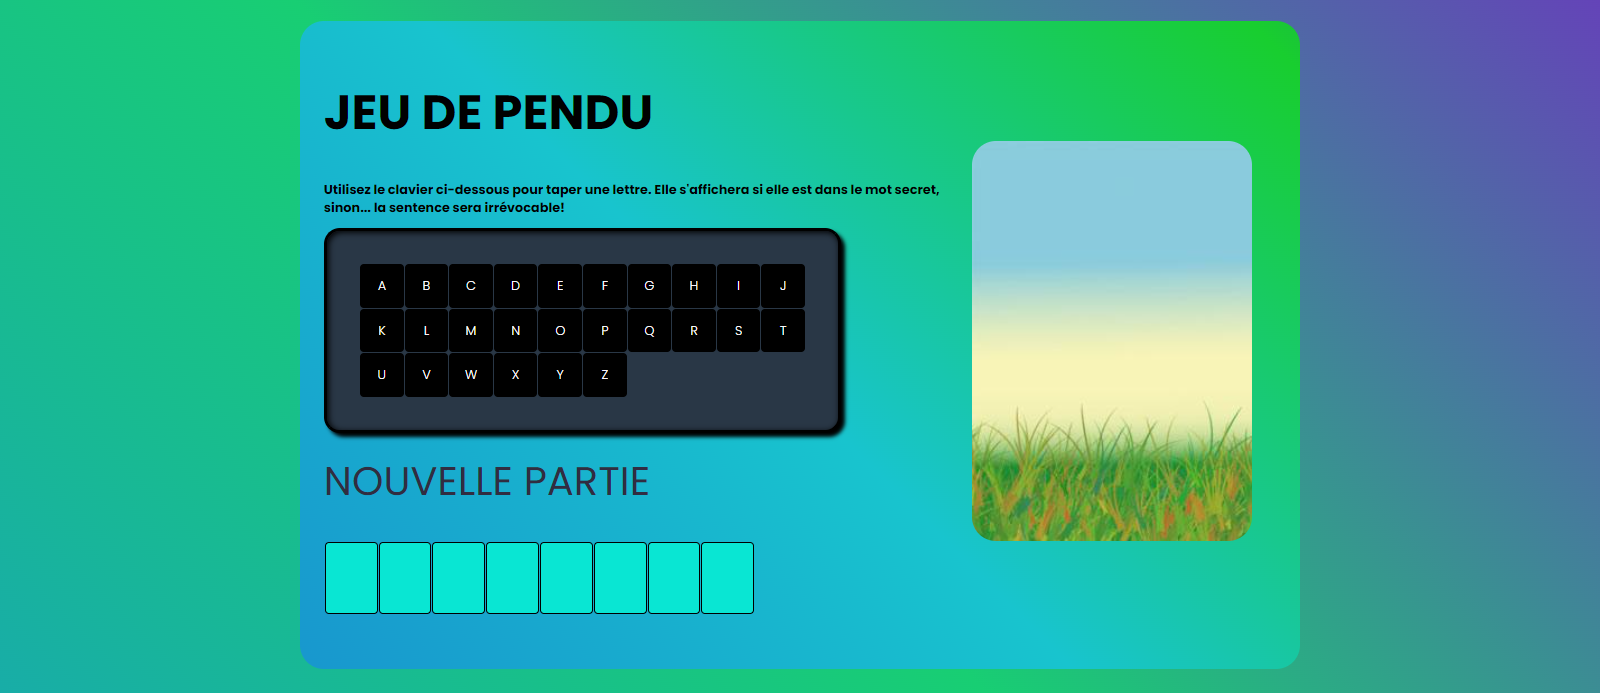 JEU DE PENDU
Utilisez le clavier ci-dessous pour taper une lettre. Elle s'affichera si elle est dans le mot secret,
sinon... la sentence sera irrévocable!
A B C D E F G H I J
K L M N O P Q R S T
U V W X Y Z
NOUVELLE PARTIE